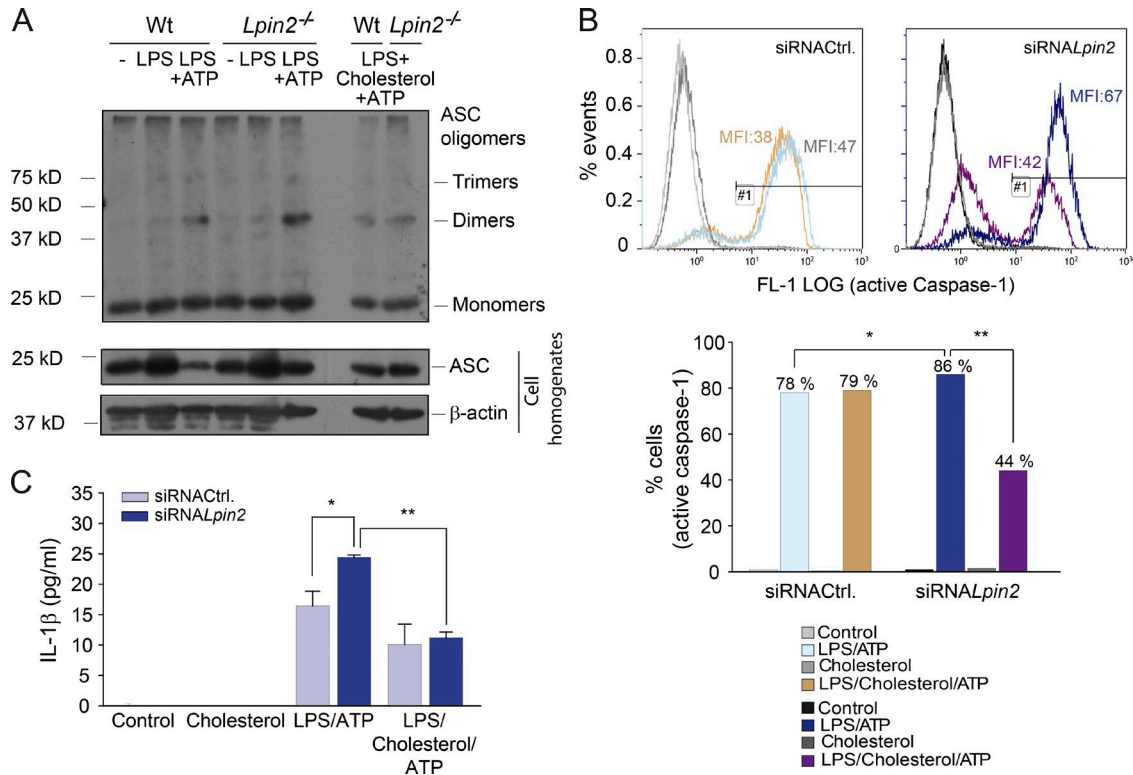 A
Wt Lpin2-/- Wt Lpin2-/-
- LPS LPS - LPS LPS LPS+
+ATP +ATP Cholesterol
+ATP
ASC
oligomers
75 kD
Trimers
50 kD
Dimers
37 kD
25 kD
Monomers
25 kD
ASC
β-actin
37 kD
Cell
homogenates
B
siRNACtrl.
siRNALpin2
% events
0.8
0.6
0.4
0.2
0
MFI:38
MFI:47
#1
MFI:67
MFI:42
#1
10⁰ 10¹ 10² 10³
10⁰ 10¹ 10² 10³
FL-1 LOG (active Caspase-1)
% cells
(active caspase-1)
100
80
60
40
20
0
*
**
78 %
79 %
86 %
44 %
siRNACtrl.
siRNALpin2
Control
LPS/ATP
Cholesterol
LPS/Cholesterol/ATP
Control
LPS/ATP
Cholesterol
LPS/Cholesterol/ATP
C
siRNACtrl.
siRNALpin2
IL-1β (pg/ml)
35
30
25
20
15
10
5
0
*
**
Control Cholesterol LPS/ATP LPS/
Cholesterol/
ATP